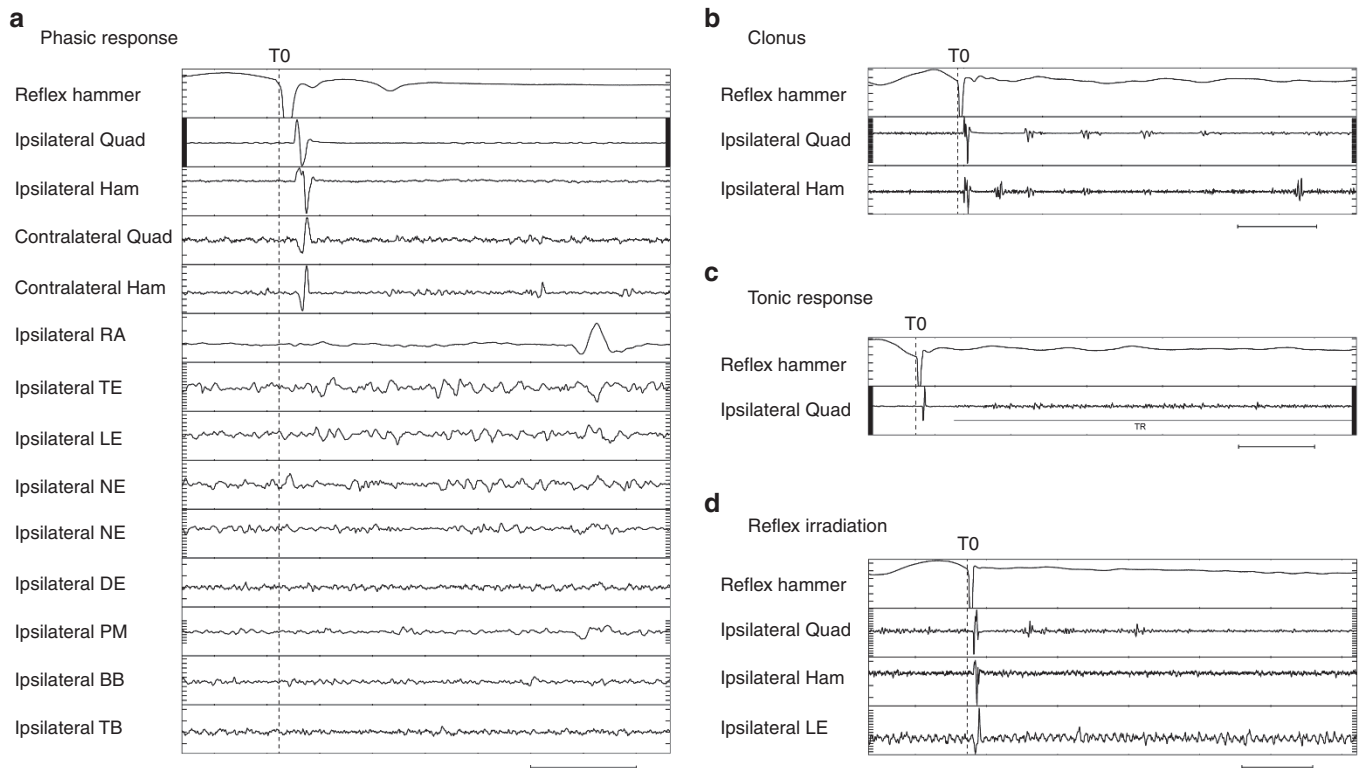 a
Phasic response
T0
Reflex hammer
Ipsilateral Quad
Ipsilateral Ham
Contralateral Quad
Contralateral Ham
Ipsilateral RA
Ipsilateral TE
Ipsilateral LE
Ipsilateral NE
Ipsilateral NE
Ipsilateral DE
Ipsilateral PM
Ipsilateral BB
Ipsilateral TB
b
Clonus
T0
Reflex hammer
Ipsilateral Quad
Ipsilateral Ham
c
Tonic response
T0
Reflex hammer
Ipsilateral Quad
TR
d
Reflex irradiation
T0
Reflex hammer
Ipsilateral Quad
Ipsilateral Ham
Ipsilateral LE